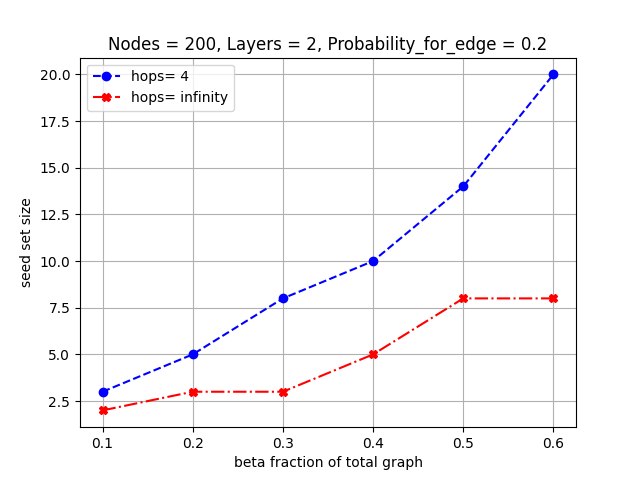 Nodes = 200, Layers = 2, Probability_for_edge = 0.2
hops= 4
hops= infinity
20.0
17.5
15.0
12.5
10.0
7.5
5.0
2.5
seed set size
0.1 0.2 0.3 0.4 0.5 0.6
beta fraction of total graph